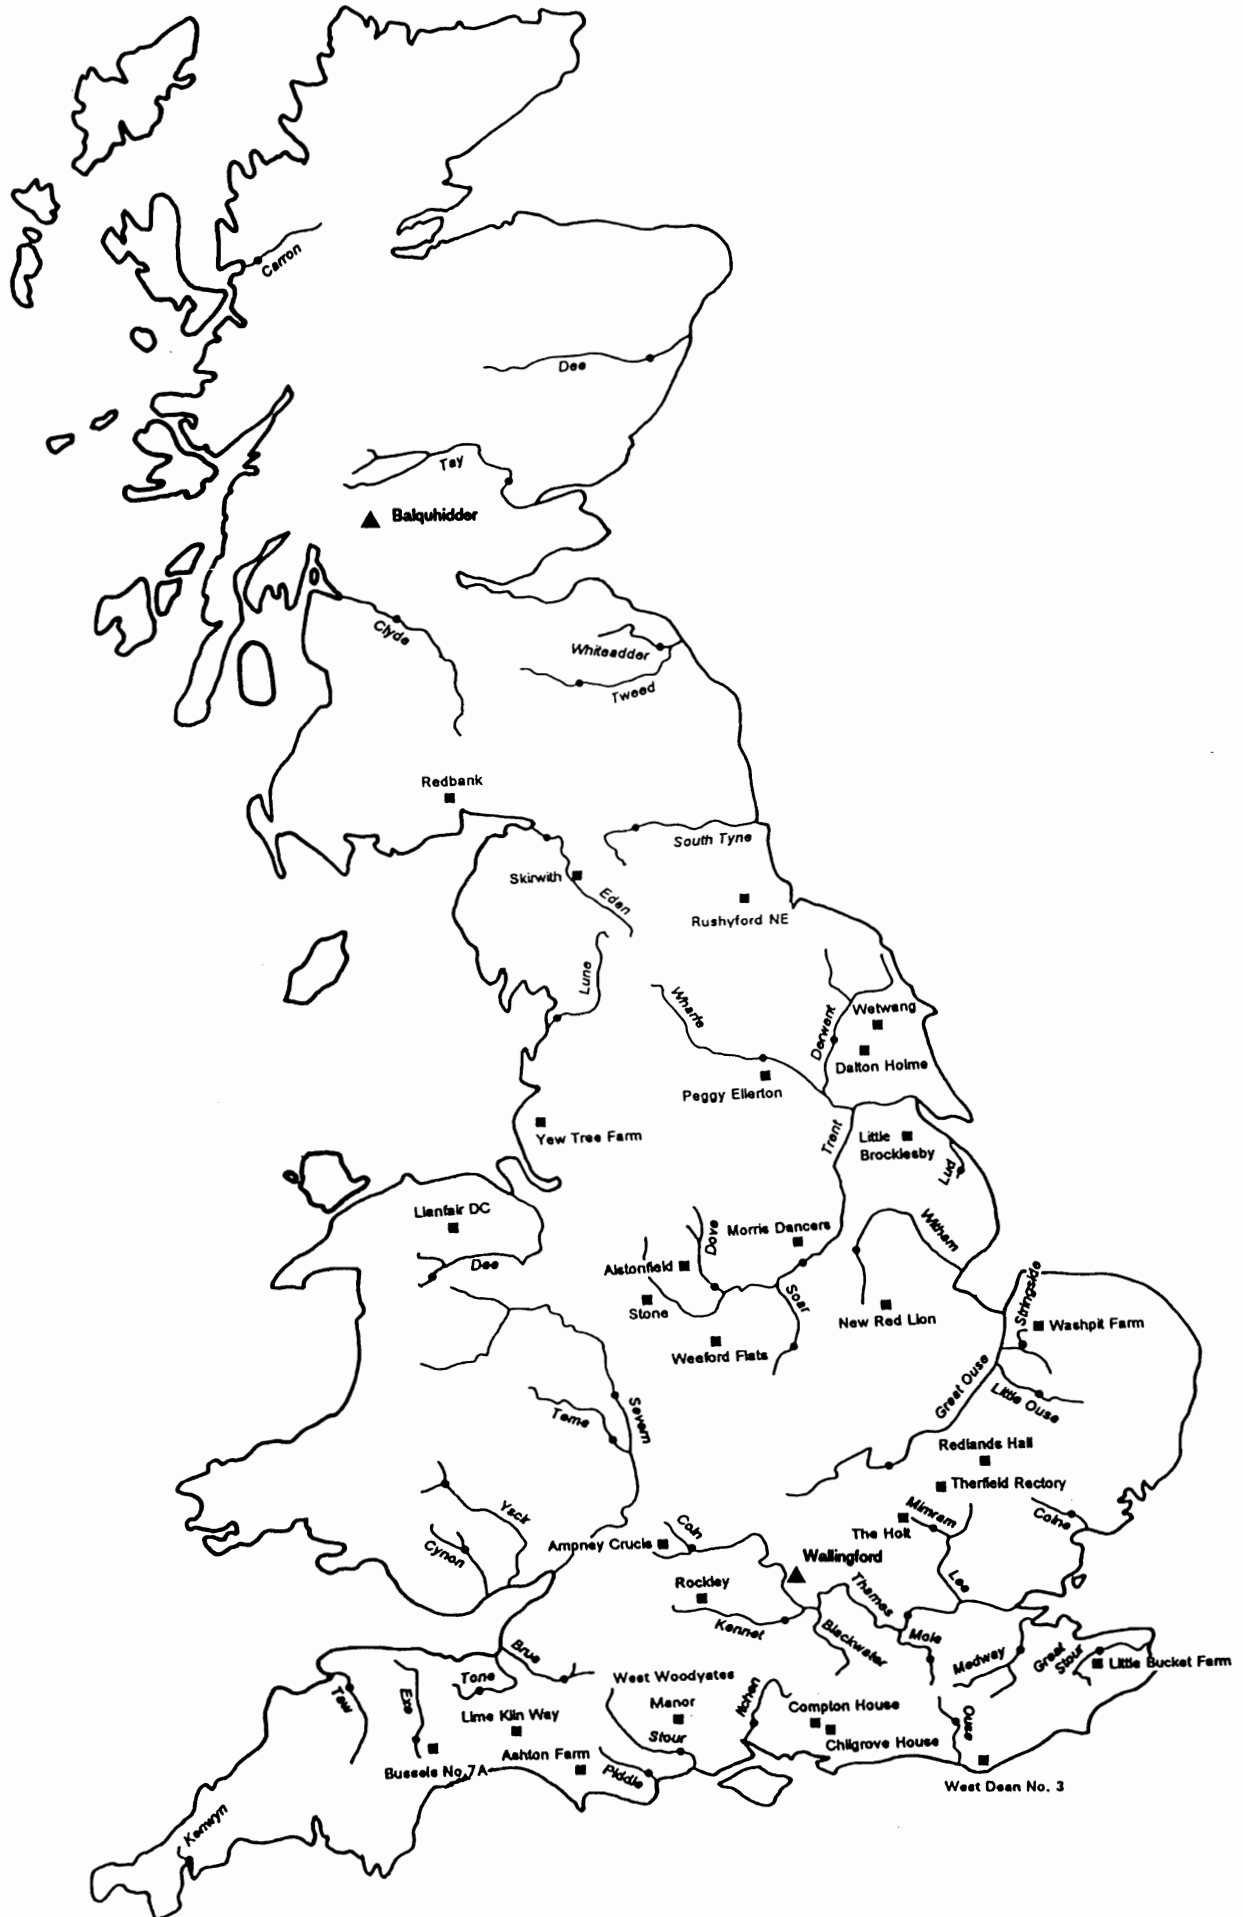 Carron
Dee
Tay
Balquhidder
Clyde
Whiteadder
Tweed
Redbank
South Tyne
Skirwith
Eden
Rushyford NE
Lune
Wharfe
Derwent
Wetwang
Dalton Holme
Peggy Ellerton
Yew Tree Farm
Trent
Little
Brocklesby
Lud
Llanfair DC
Dee
Dove
Morris Dancers
Witham
Alstonfield
Stone
Soar
New Red Lion
Weeford Flats
Stringside
Washpit Farm
Great Ouse
Little Ouse
Severn
Teme
Redlands Hall
Therfield Rectory
Yscir
Cynon
Coln
Ampney Crucis
Mimram
The Holt
Colne
Wallingford
Rockley
Kennet
Thames
Lee
Blackwater
Mole
Medway
Great
Stour
Little Bucket Farm
Brue
Tone
Taw
Exe
West Woodyates
Manor
Itchen
Compton House
Chilgrove House
Ouse
Lime Kiln Way
Stour
Ashton Farm
Piddle
Bussels No.7A
West Dean No. 3
Kenwyn